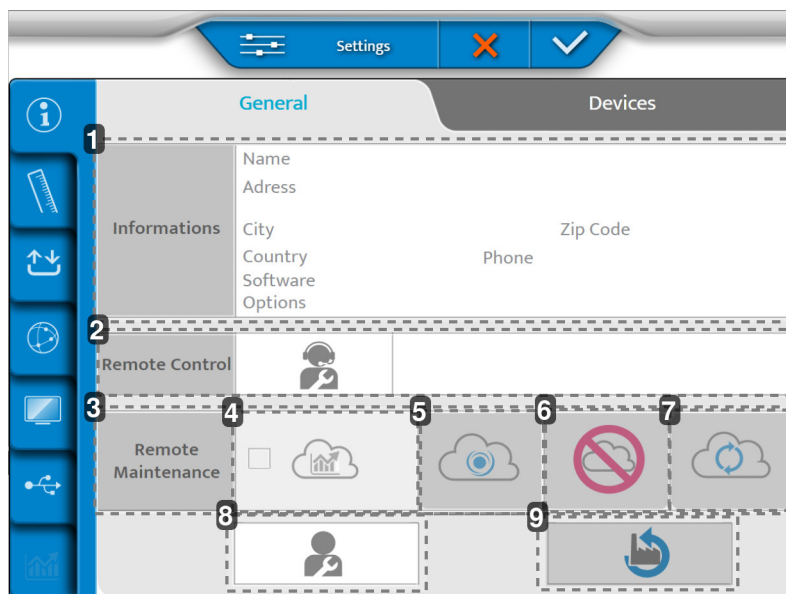 Settings
General
Devices
1
Informations
Name
Adress
City
Zip Code
Country
Phone
Software
Options
2
Remote Control
3
Remote
Maintenance
4
5
6
7
8
9